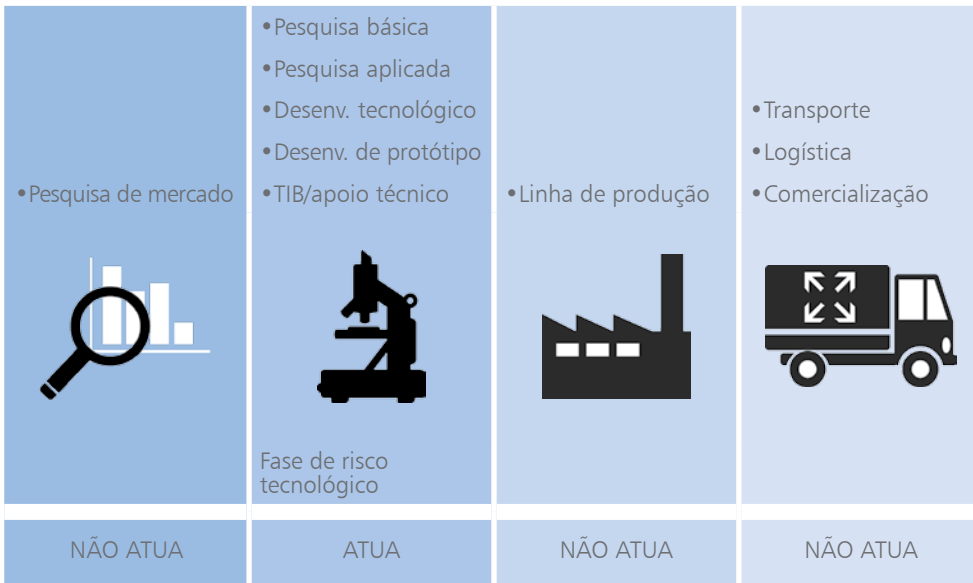 •Pesquisa de mercado
•Pesquisa básica
•Pesquisa aplicada
•Desenv. tecnológico
•Desenv. de protótipo
•TIB/apoio técnico
Fase de risco
tecnológico
•Linha de produção
•Transporte
•Logística
•Comercialização
NÃO ATUA
ATUA
NÃO ATUA
NÃO ATUA